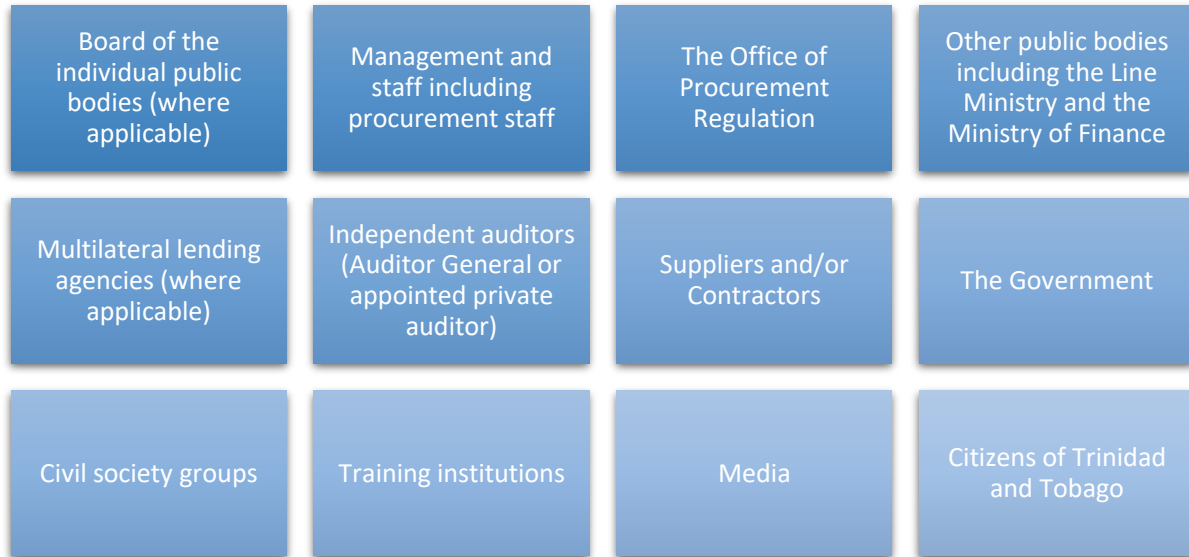 Board of the
individual public
bodies (where
applicable)
Management and
staff including
procurement staff
The Office of
Procurement
Regulation
Other public bodies
including the Line
Ministry and the
Ministry of Finance
Multilateral lending
agencies (where
applicable)
Independent auditors
(Auditor General or
appointed private
auditor)
Suppliers and/or
Contractors
The Government
Civil society groups
Training institutions
Media
Citizens of Trinidad
and Tobago